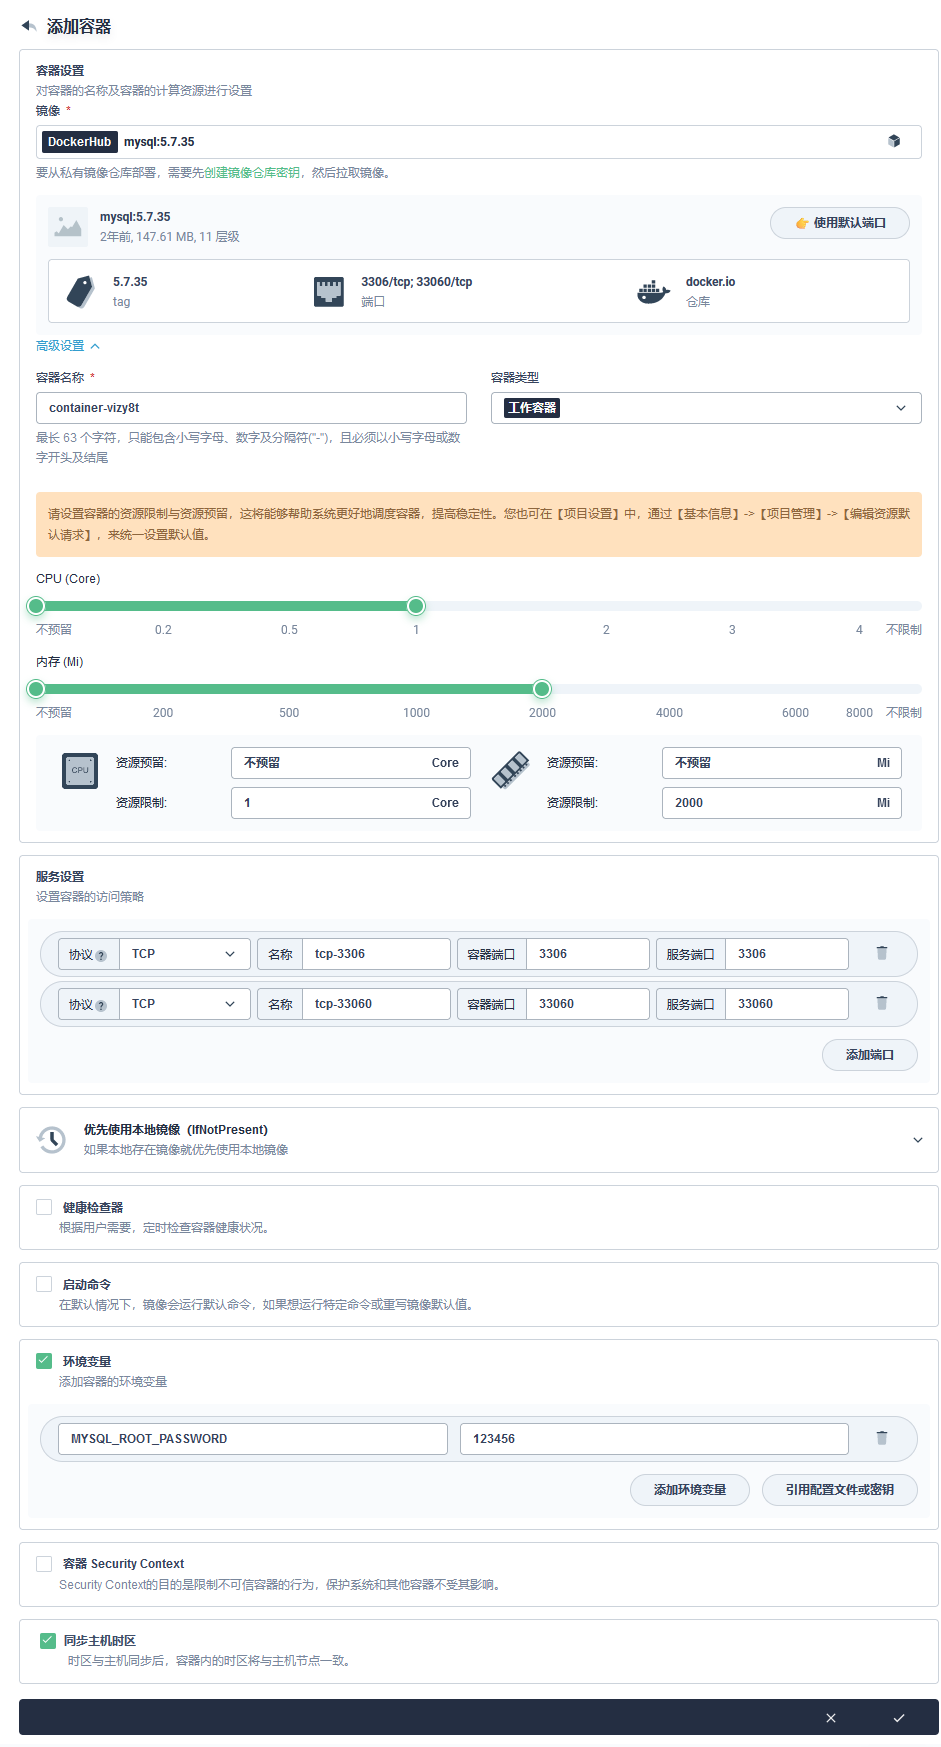 添加容器
容器设置
对容器的名称及容器的计算资源进行设置
镜像 *
DockerHub mysql:5.7.35
要从私有镜像仓库部署，需要先创建镜像仓库密钥，然后拉取镜像。
mysql:5.7.35
2年前, 147.61 MB, 11 层级
使用默认端口
5.7.35
tag
3306/tcp; 33060/tcp
端口
docker.io
仓库
高级设置
容器名称 *
container-vizy8t
最长 63 个字符，只能包含小写字母、数字及分隔符("-")，且必须以小写字母或数
字开头及结尾
容器类型
工作容器
请设置容器的资源限制与资源预留，这将能够帮助系统更好地调度容器，提高稳定性。您也可在【项目设置】中，通过【基本信息】->【项目管理】->【编辑资源默
认请求】，来统一设置默认值。
CPU (Core)
不预留 0.2 0.5 1 2 3 4 不限制
内存 (Mi)
不预留 200 500 1000 2000 4000 6000 8000 不限制
CPU
资源预留: 不预留 Core
资源限制: 1 Core
资源预留: 不预留 Mi
资源限制: 2000 Mi
服务设置
设置容器的访问策略
协议 ? TCP 名称 tcp-3306 容器端口 3306 服务端口 3306
协议 ? TCP 名称 tcp-33060 容器端口 33060 服务端口 33060
添加端口
优先使用本地镜像（IfNotPresent）
如果本地存在镜像就优先使用本地镜像
健康检查器
根据用户需要，定时检查容器健康状况。
启动命令
在默认情况下，镜像会运行默认命令，如果想运行特定命令或重写镜像默认值。
环境变量
添加容器的环境变量
MYSQL_ROOT_PASSWORD 123456
添加环境变量 引用配置文件或密钥
容器 Security Context
Security Context的目的是限制不可信容器的行为，保护系统和其他容器不受其影响。
同步主机时区
时区与主机同步后，容器内的时区将与主机节点一致。